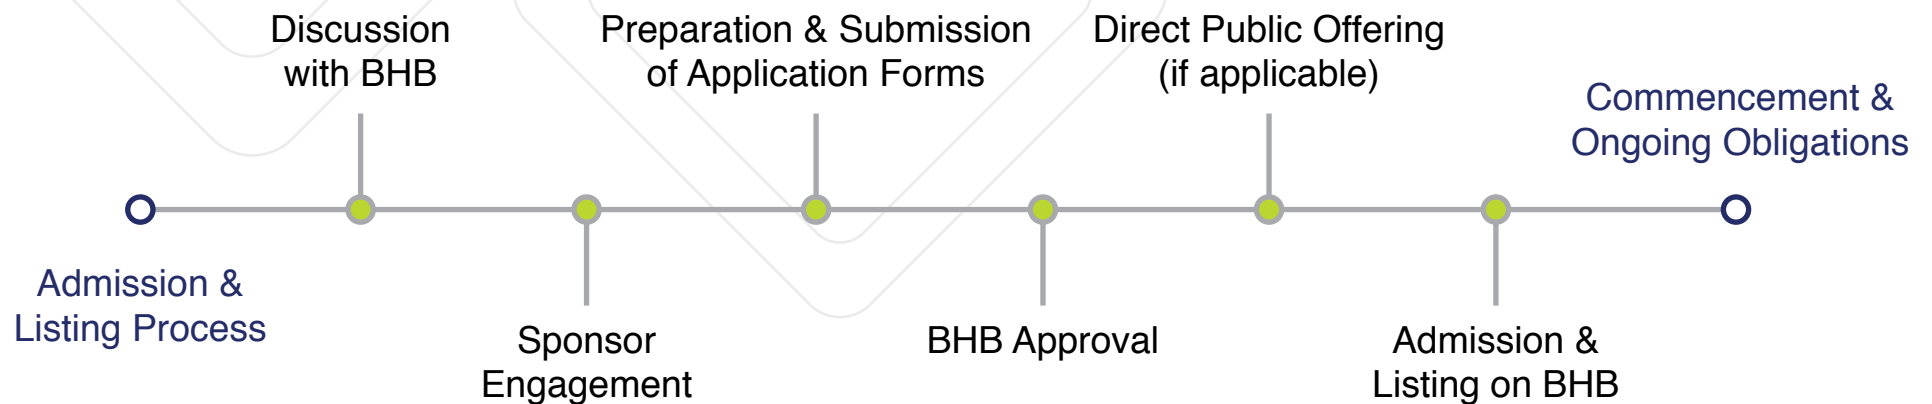 Admission &
Listing Process
Discussion
with BHB
Sponsor
Engagement
Preparation & Submission
of Application Forms
BHB Approval
Direct Public Offering
(if applicable)
Admission &
Listing on BHB
Commencement &
Ongoing Obligations